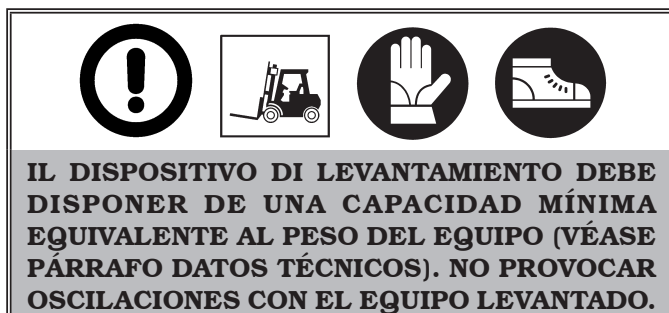 IL DISPOSITIVO DI LEVANTAMIENTO DEBE
DISPONER DE UNA CAPACIDAD MÍNIMA
EQUIVALENTE AL PESO DEL EQUIPO (VÉASE
PÁRRAFO DATOS TÉCNICOS). NO PROVOCAR
OSCILACIONES CON EL EQUIPO LEVANTADO.